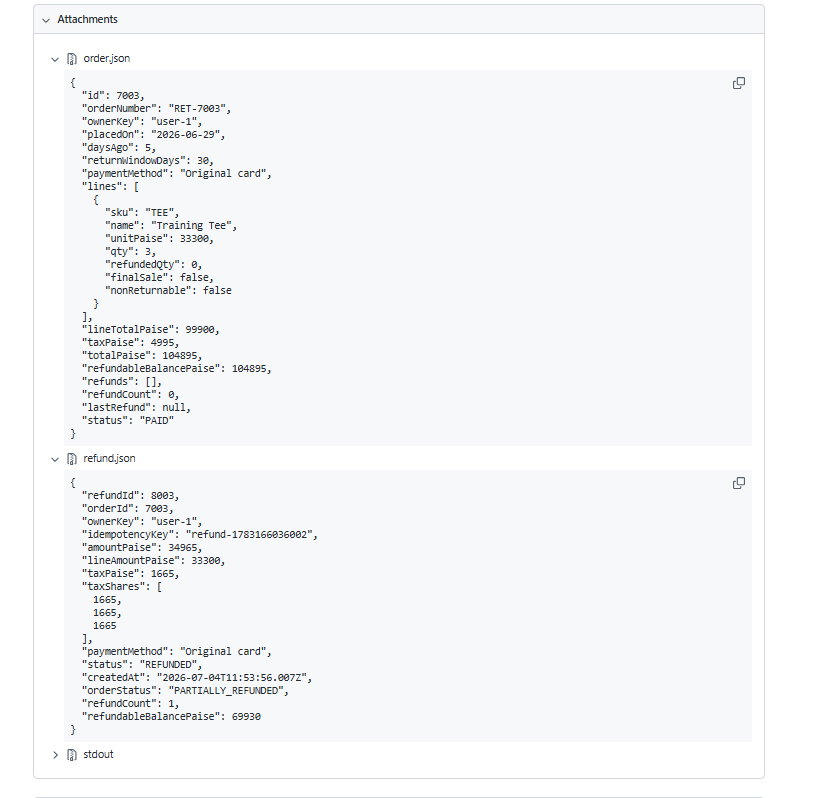 Attachments
order.json
{
  "id": 7003,
  "orderNumber": "RET-7003",
  "ownerKey": "user-1",
  "placedOn": "2026-06-29",
  "daysAgo": 5,
  "returnWindowDays": 30,
  "paymentMethod": "Original card",
  "lines": [
    {
      "sku": "TEE",
      "name": "Training Tee",
      "unitPaise": 33300,
      "qty": 3,
      "refundedQty": 0,
      "finalSale": false,
      "nonReturnable": false
    }
  ],
  "lineTotalPaise": 99900,
  "taxPaise": 4995,
  "totalPaise": 104895,
  "refundableBalancePaise": 104895,
  "refunds": [],
  "refundCount": 0,
  "lastRefund": null,
  "status": "PAID"
}
refund.json
{
  "refundId": 8003,
  "orderId": 7003,
  "ownerKey": "user-1",
  "idempotencyKey": "refund-1783166036002",
  "amountPaise": 34965,
  "lineAmountPaise": 33300,
  "taxPaise": 1665,
  "taxShares": [
    1665,
    1665,
    1665
  ],
  "paymentMethod": "Original card",
  "status": "REFUNDED",
  "createdAt": "2026-07-04T11:53:56.007Z",
  "orderStatus": "PARTIALLY_REFUNDED",
  "refundCount": 1,
  "refundableBalancePaise": 69930
}
stdout